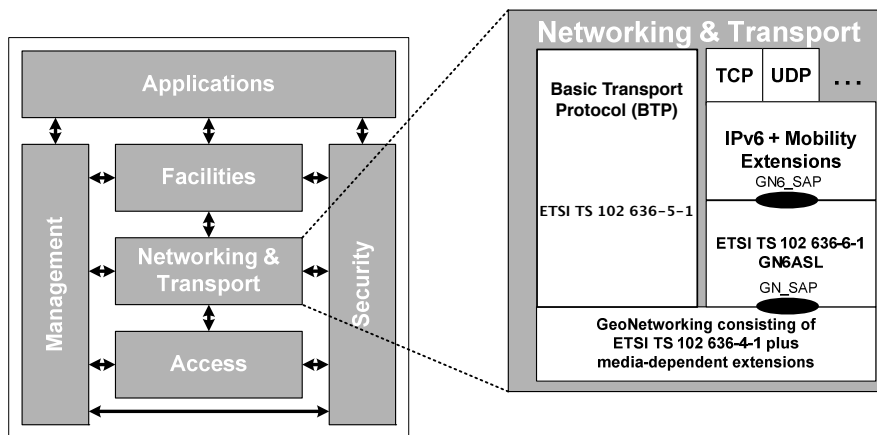 Applications
Facilities
Networking &
Transport
Access
Management
Security
Networking & Transport
Basic Transport
Protocol (BTP)
ETSI TS 102 636-5-1
TCP
UDP
...
IPv6 + Mobility
Extensions
GN6_SAP
ETSI TS 102 636-6-1
GN6ASL
GN_SAP
GeoNetworking consisting of
ETSI TS 102 636-4-1 plus
media-dependent extensions